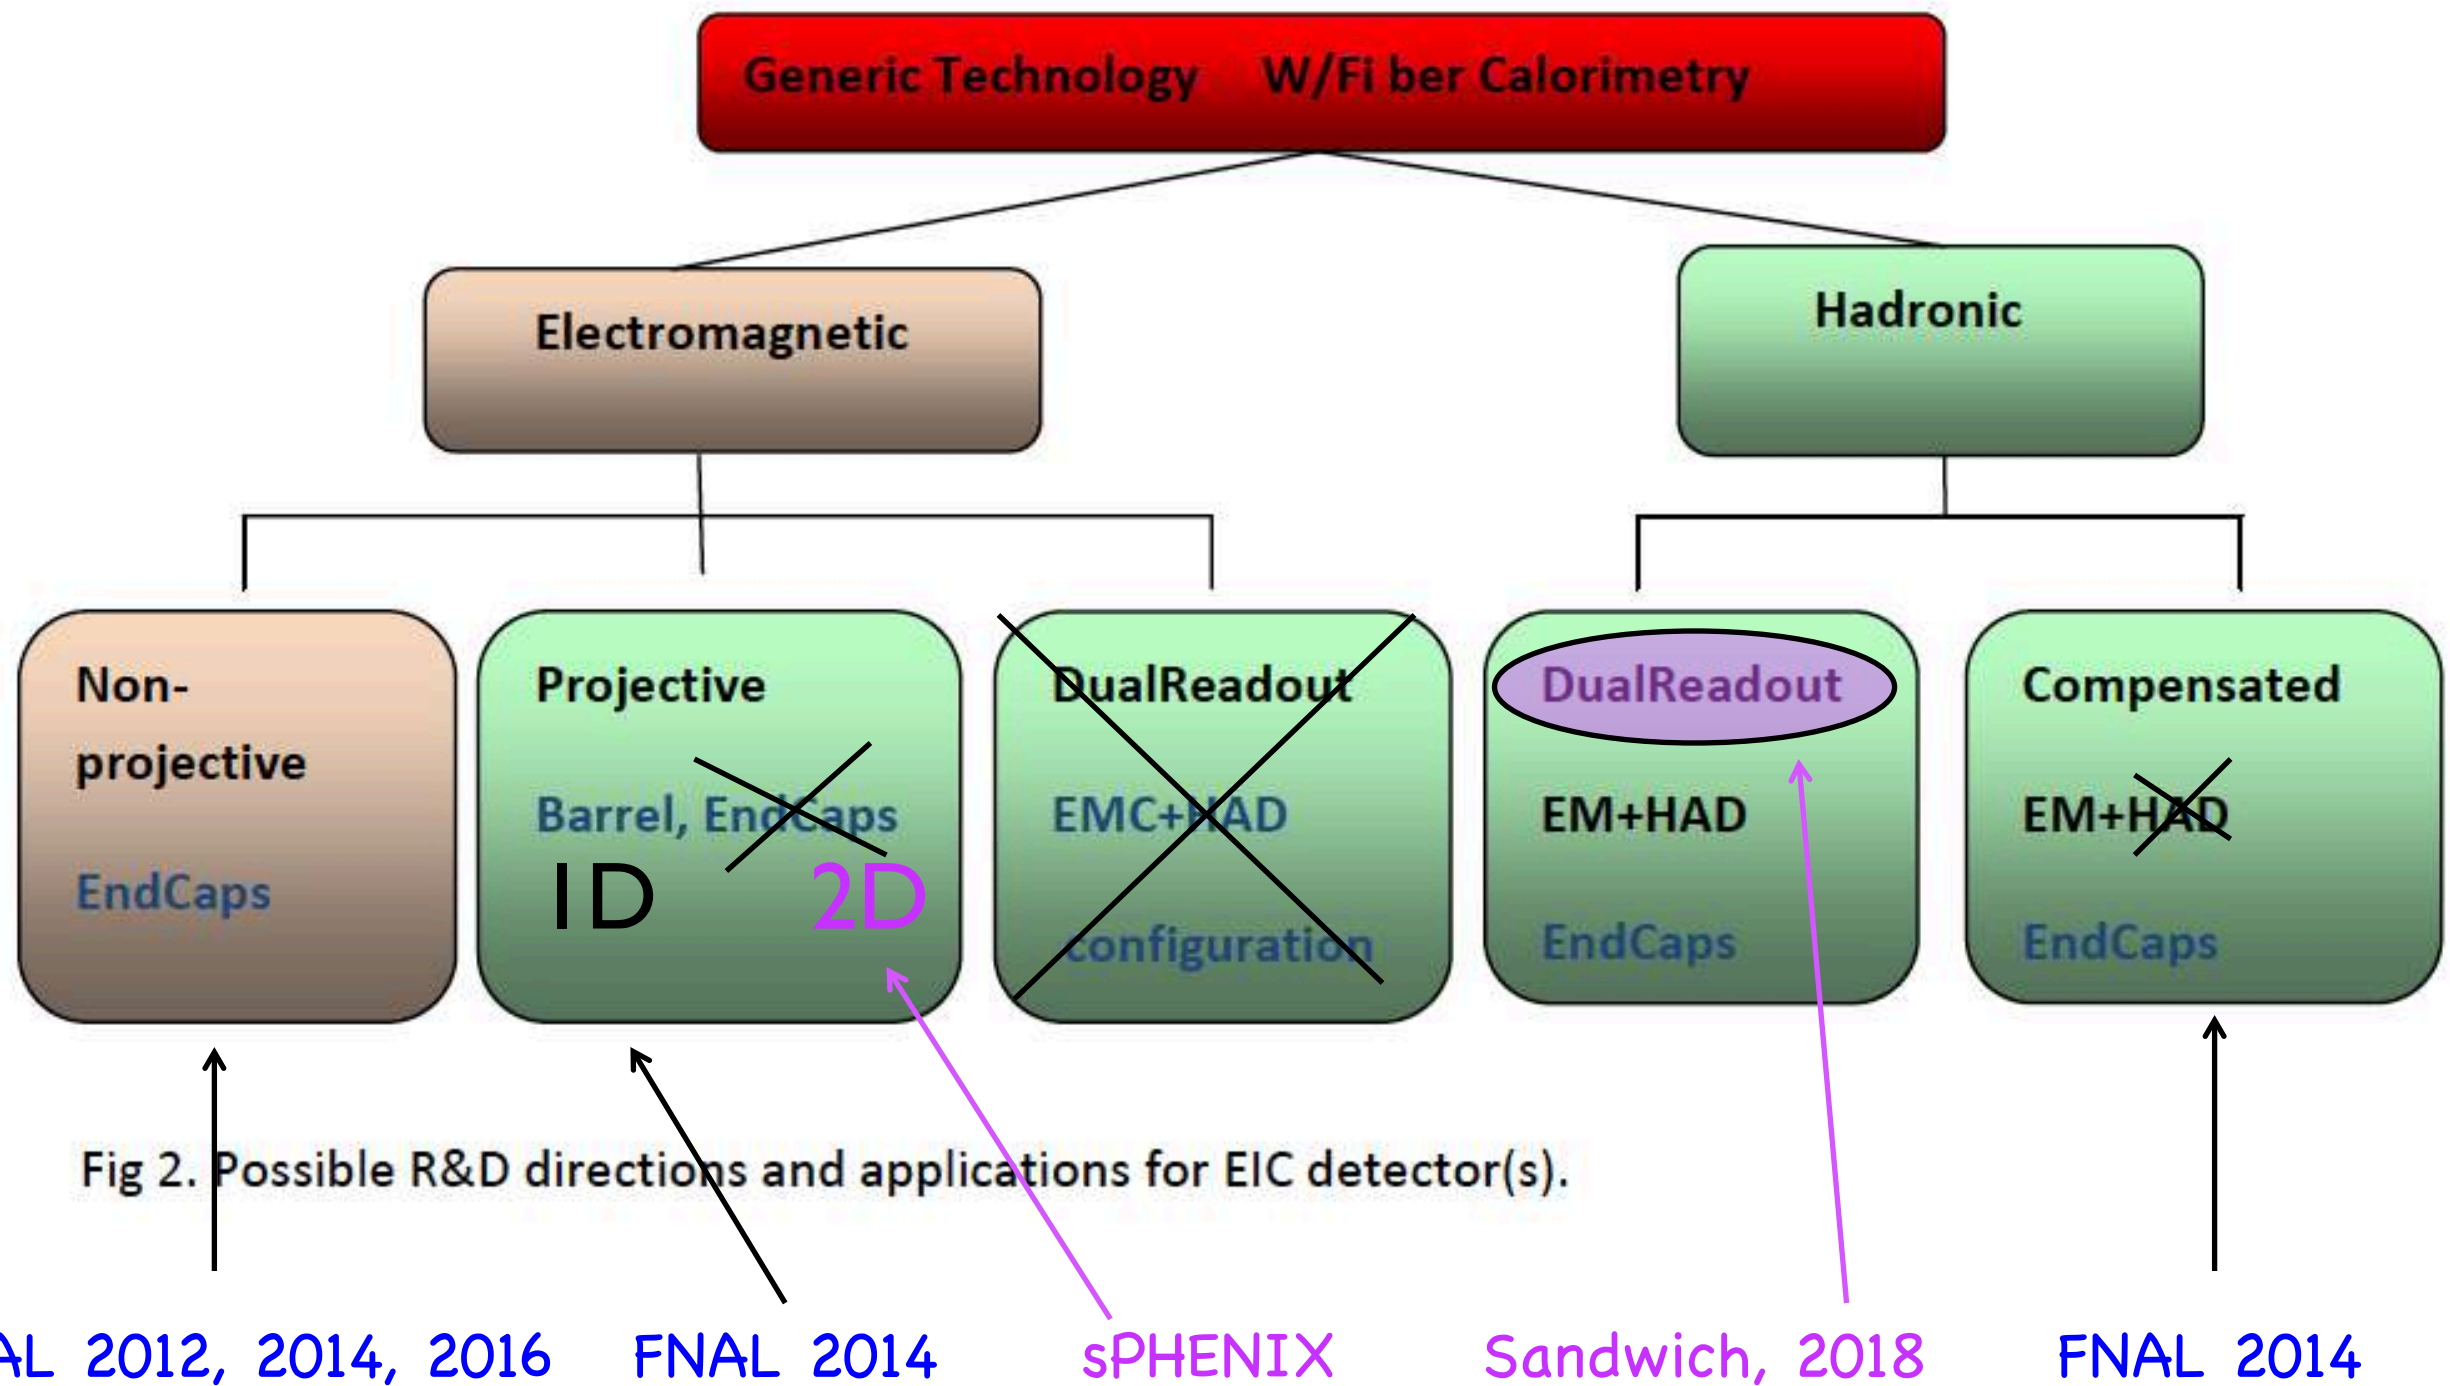 Generic Technology W/Fi ber Calorimetry
Electromagnetic
Hadronic
Non-
projective
EndCaps
Projective
Barrel, EndCaps
1D 2D
DualReadout
EMC+HAD
configuration
DualReadout
EM+HAD
EndCaps
Compensated
EM+HAD
EndCaps
Fig 2. Possible R&D directions and applications for EIC detector(s).
AL 2012, 2014, 2016
FNAL 2014
sPHENIX
Sandwich, 2018
FNAL 2014